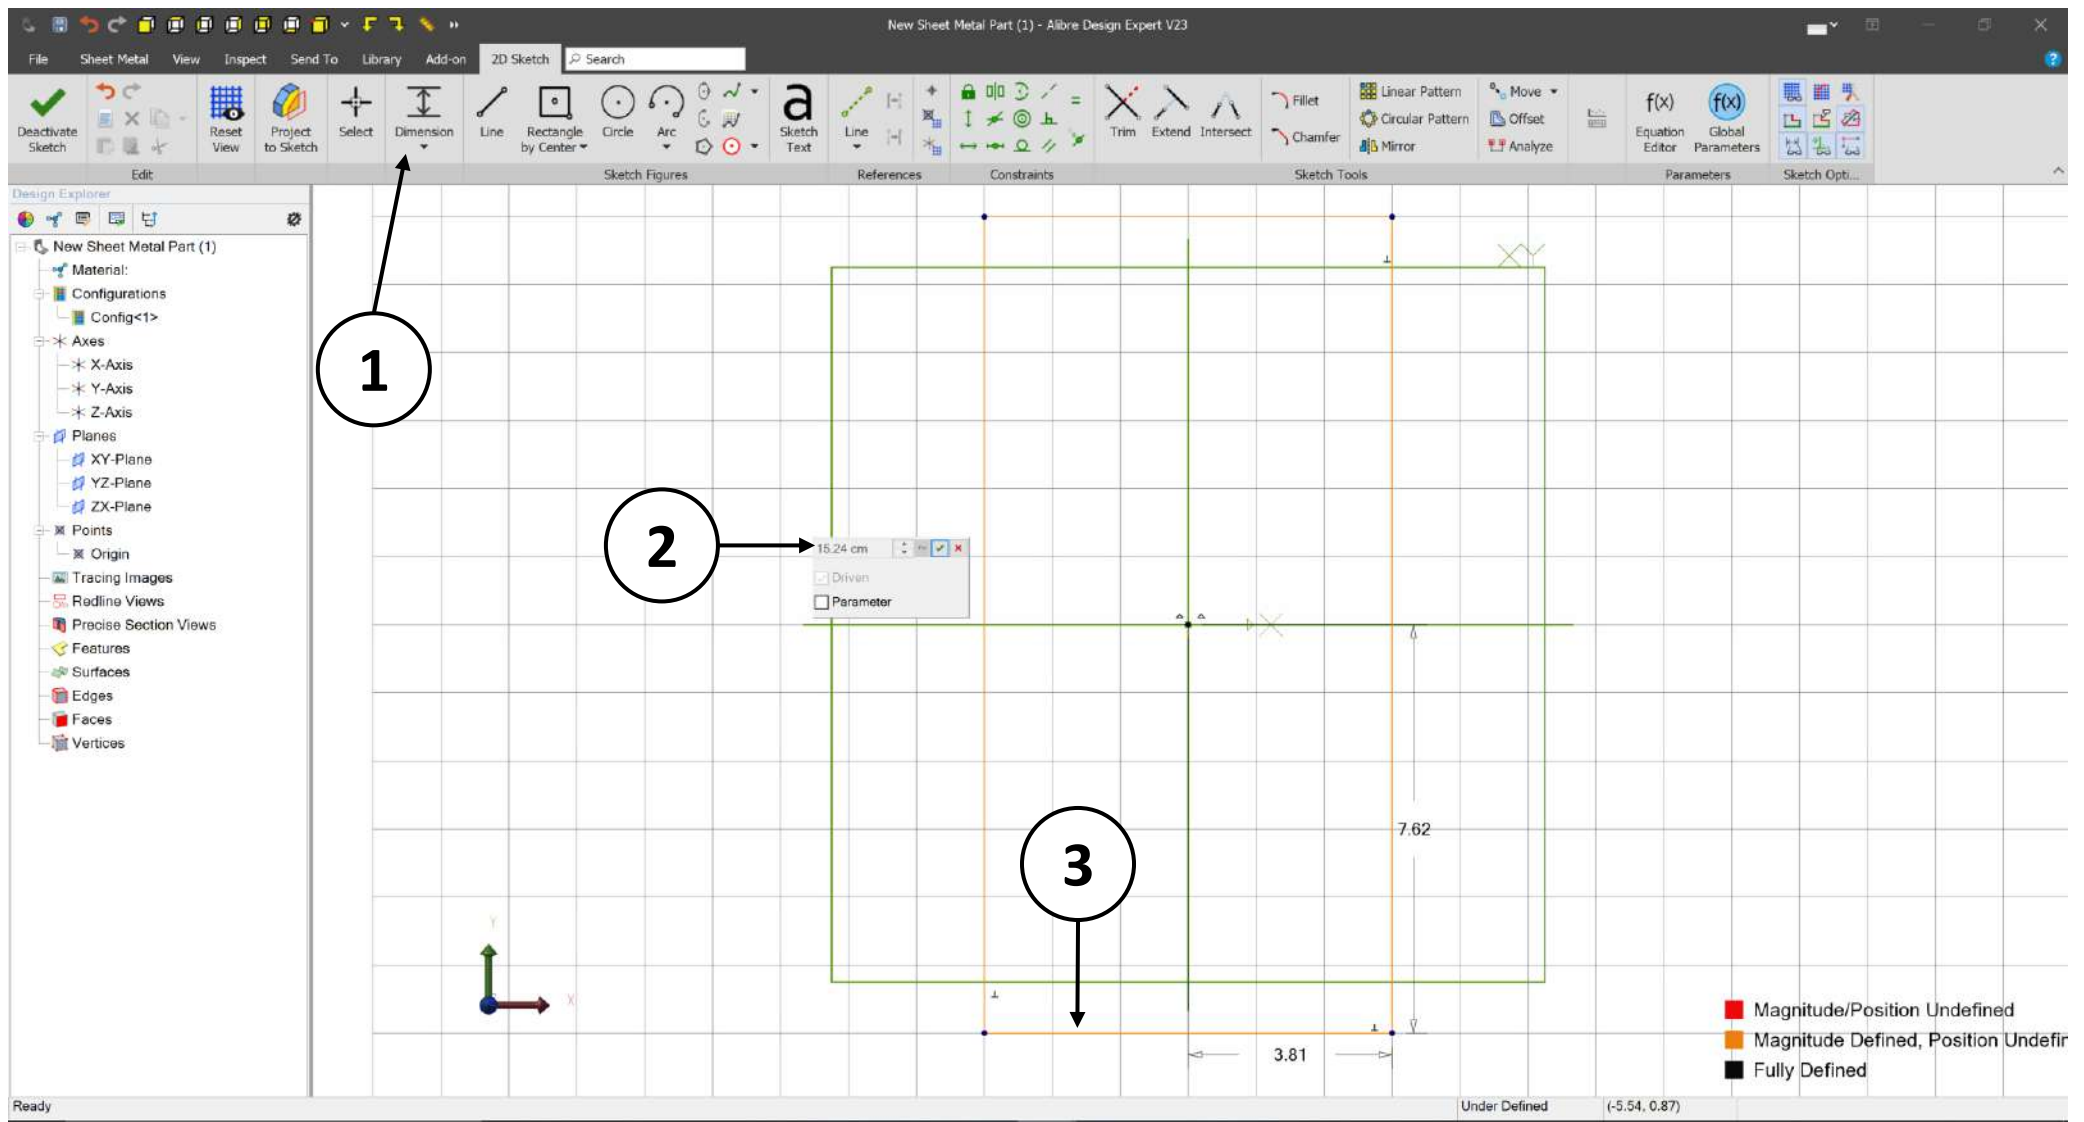 New Sheet Metal Part (1) - Alibre Design Expert V23
File Sheet Metal View Inspect Send To Library Add-on 2D Sketch Search
Deactivate Sketch
Reset View
Project to Sketch
Select
Dimension
Line
Rectangle by Center
Circle
Arc
a
Sketch Text
Line
Trim
Extend
Intersect
Fillet
Chamfer
Linear Pattern
Circular Pattern
Mirror
Move
Offset
Analyze
f(x)
Equation Editor
f(x)
Global Parameters
Edit
Sketch Figures
References
Constraints
Sketch Tools
Parameters
Sketch Opti...
Design Explorer
New Sheet Metal Part (1)
Material:
Configurations
Config<1>
Axes
X-Axis
Y-Axis
Z-Axis
Planes
XY-Plane
YZ-Plane
ZX-Plane
Points
Origin
Tracing Images
Redline Views
Precise Section Views
Features
Surfaces
Edges
Faces
Vertices
1
XY
2
15.24 cm
Driven
Parameter
X
7.62
3
Y
X
3.81
Magnitude/Position Undefined
Magnitude Defined, Position Undefin
Fully Defined
Ready
Under Defined
(-5.54, 0.87)